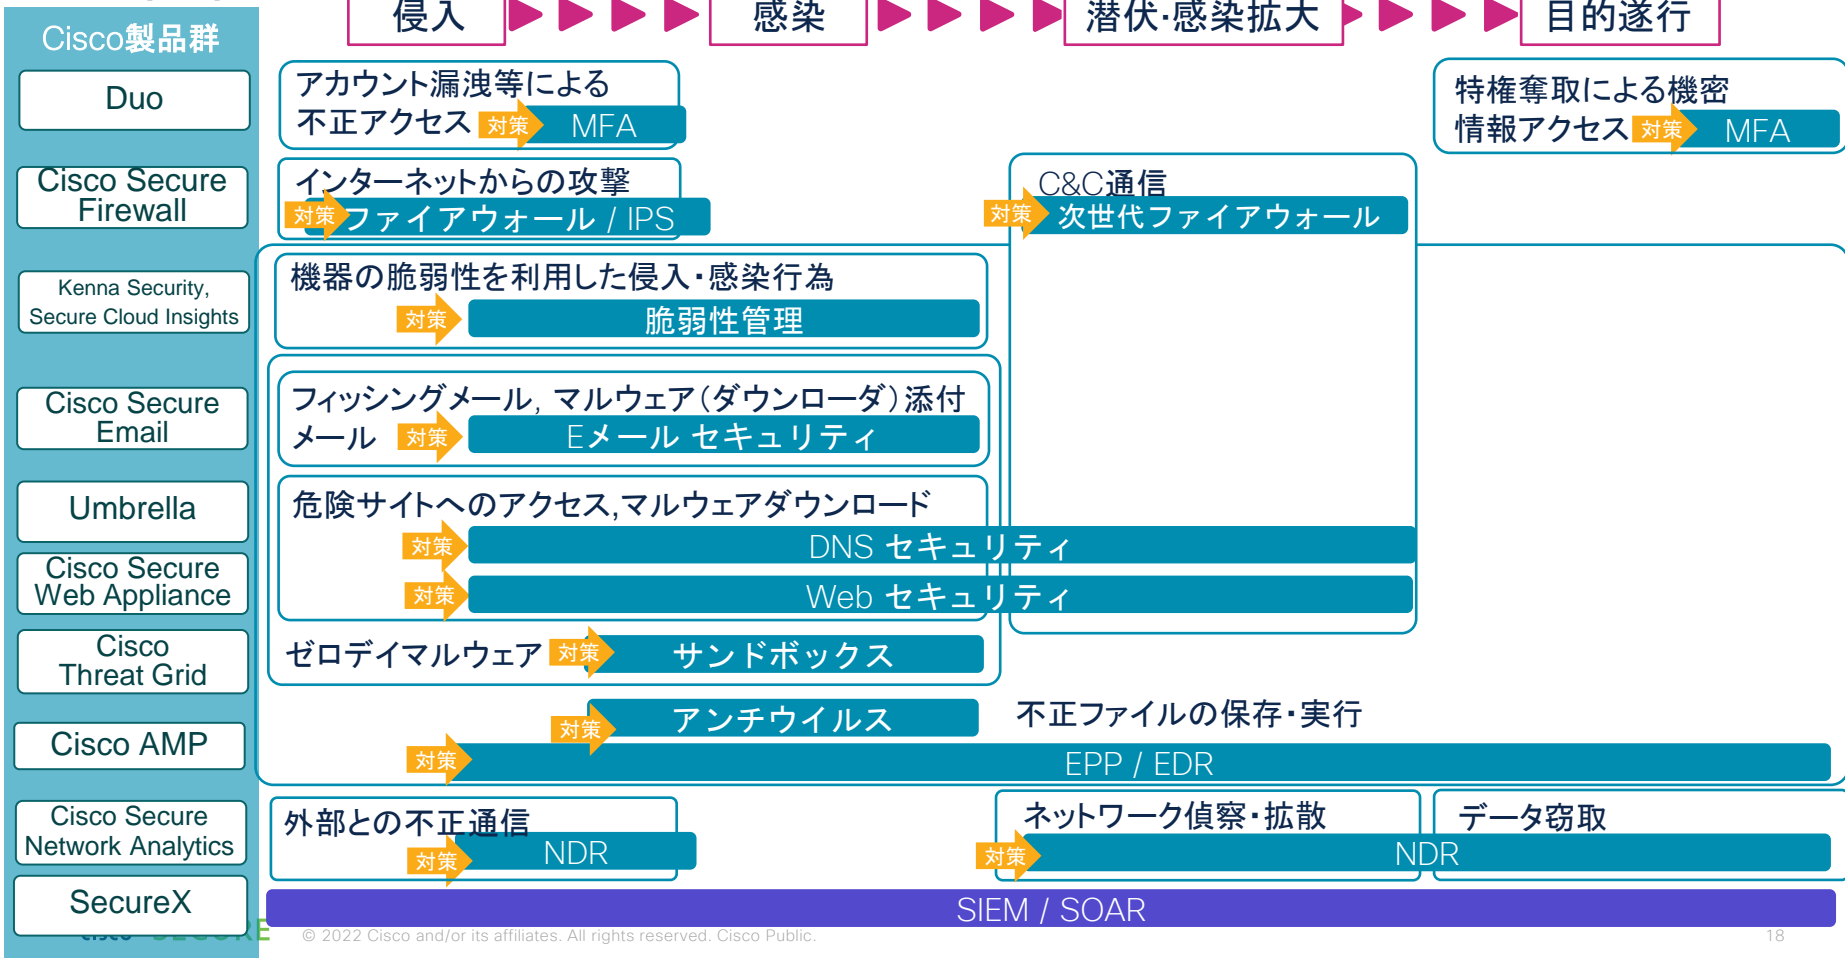 侵入
感染
潜伏・感染拡大
目的遂行
Cisco製品群
Duo
アカウント漏洩等による
不正アクセス 対策 MFA
特権奪取による機密
情報アクセス 対策 MFA
Cisco Secure
Firewall
インターネットからの攻撃
対策 ファイアウォール / IPS
C&C通信
対策 次世代ファイアウォール
Kenna Security,
Secure Cloud Insights
機器の脆弱性を利用した侵入・感染行為
対策 脆弱性管理
Cisco Secure
Email
フィッシングメール, マルウェア(ダウンローダ)添付
メール 対策 Eメール セキュリティ
Umbrella
危険サイトへのアクセス,マルウェアダウンロード
対策 DNS セキュリティ
Cisco Secure
Web Appliance
対策 Web セキュリティ
Cisco
Threat Grid
ゼロデイマルウェア 対策 サンドボックス
Cisco AMP
対策 アンチウイルス
不正ファイルの保存・実行
対策 EPP / EDR
Cisco Secure
Network Analytics
外部との不正通信
対策 NDR
ネットワーク偵察・拡散
データ窃取
対策 NDR
SecureX
SIEM / SOAR
© 2022 Cisco and/or its affiliates. All rights reserved. Cisco Public.
18